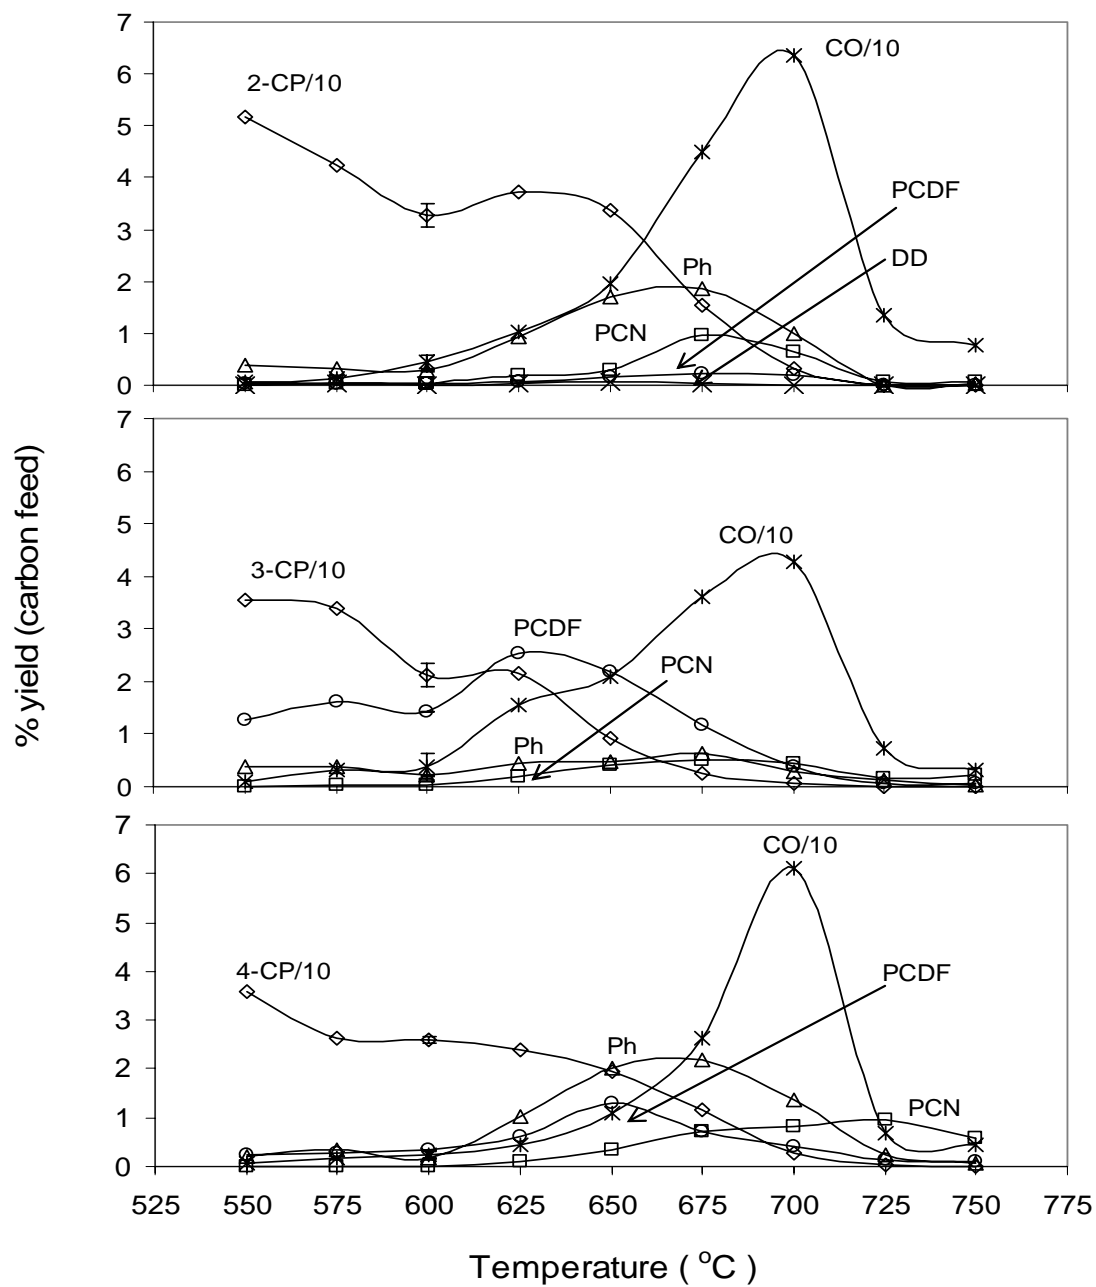 7
CO/10
6
2-CP/10
5
4
PCDF
3
DD
Ph
2
PCN
1
0
7
6
5
CO/10
4
3-CP/10
3
PCDF
PCN
2
1
Ph
0
% yield (carbon feed)
7
CO/10
6
5
4
4-CP/10
PCDF
3
Ph
2
PCN
1
0
525 550 575 600 625 650 675 700 725 750 775
Temperature ( °C )